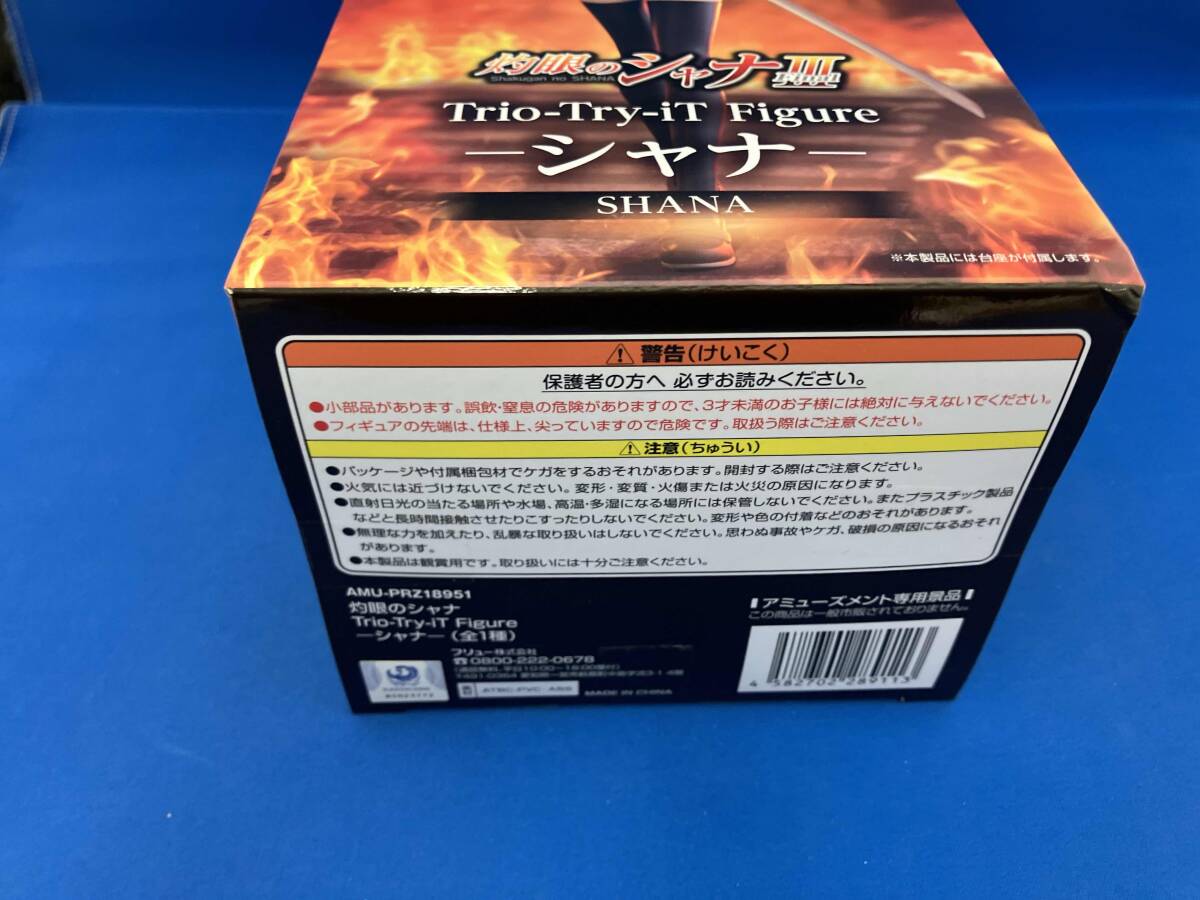 灼眼のシャナIII
Shakugan no SHANA
Final
Trio-Try-iT Figure
―シャナ―
SHANA
※本製品には台座が付属します。
⚠警告(けいこく)
保護者の方へ 必ずお読みください。
●小部品があります。誤飲・窒息の危険がありますので、3才未満のお子様には絶対に与えないでください。
●フィギュアの先端は、仕様上、尖っていますので危険です。取扱う際はご注意ください。
⚠注意(ちゅうい)
●パッケージや付属梱包材でケガをするおそれがあります。開封する際はご注意ください。
●火気には近づけないでください。変形・変質・火傷または火災の原因になります。
●直射日光の当たる場所や水場、高温・多湿になる場所には保管しないでください。またプラスチック製品
などと長時間接触させたりこすったりしないでください。変形や色の付着などのおそれがあります。
●無理な力を加えたり、乱暴な取り扱いはしないでください。思わぬ事故やケガ、破損の原因になるおそれ
があります。
●本製品は観賞用です。取り扱いには十分ご注意ください。
AMU-PRZ18951
灼眼のシャナ
Trio-Try-iT Figure
―シャナ― (全1種)
フリュー株式会社
☎0800-222-0678
(通話無料、平日10:00~16:00受付)
ATBC-PVC ABS
MADE IN CHINA
アミューズメント専用景品
この商品は一般市販されておりません。
4 582702 289113